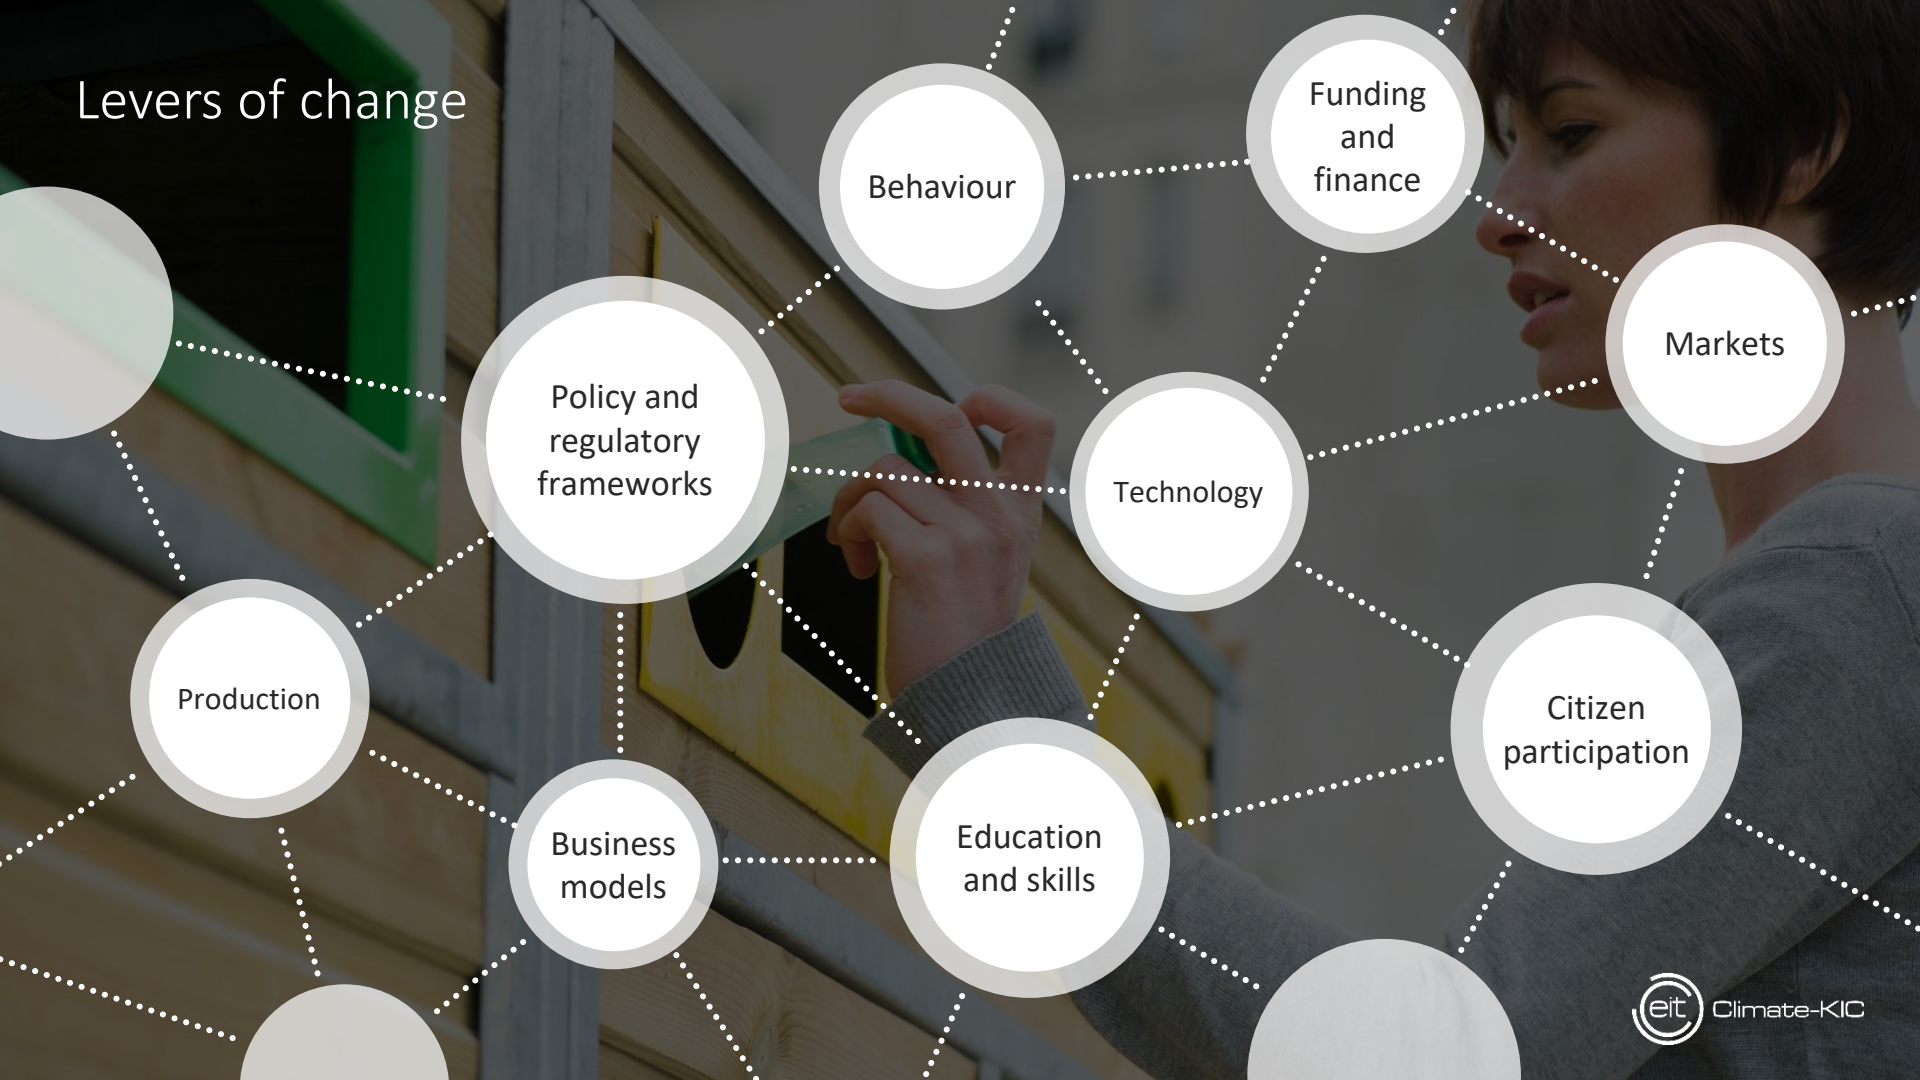 Levers of change
Behaviour
Funding
and
finance
Markets
Policy and
regulatory
frameworks
Technology
Production
Citizen
participation
Business
models
Education
and skills
eit Climate-KIC